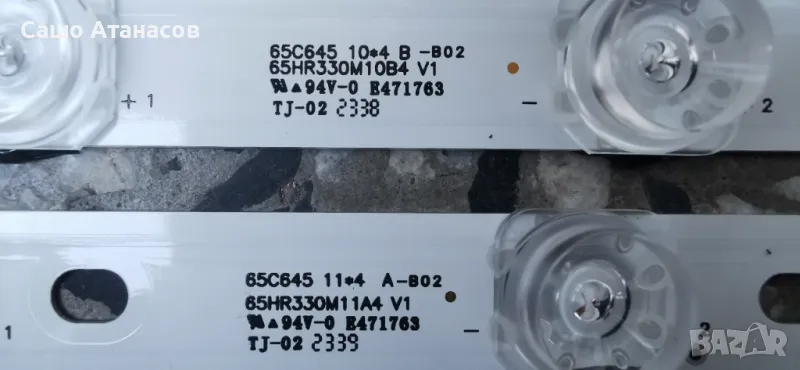 Сашо Атанасов
65C645 10*4 B -B02
65HR330M10B4 V1
94V-0 E471763
TJ-02 2338
+ 1
- 2
65C645 11*4 A-B02
65HR330M11A4 V1
94V-0 E471763
TJ-02 2339
1
- 2
bazar